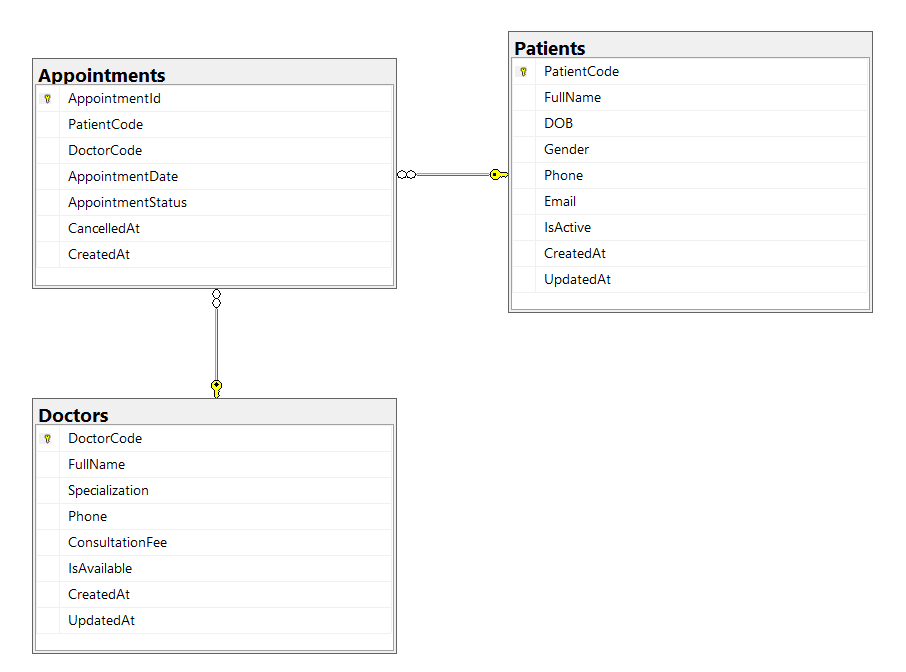 Appointments
AppointmentId
PatientCode
DoctorCode
AppointmentDate
AppointmentStatus
CancelledAt
CreatedAt
Patients
PatientCode
FullName
DOB
Gender
Phone
Email
IsActive
CreatedAt
UpdatedAt
Doctors
DoctorCode
FullName
Specialization
Phone
ConsultationFee
IsAvailable
CreatedAt
UpdatedAt